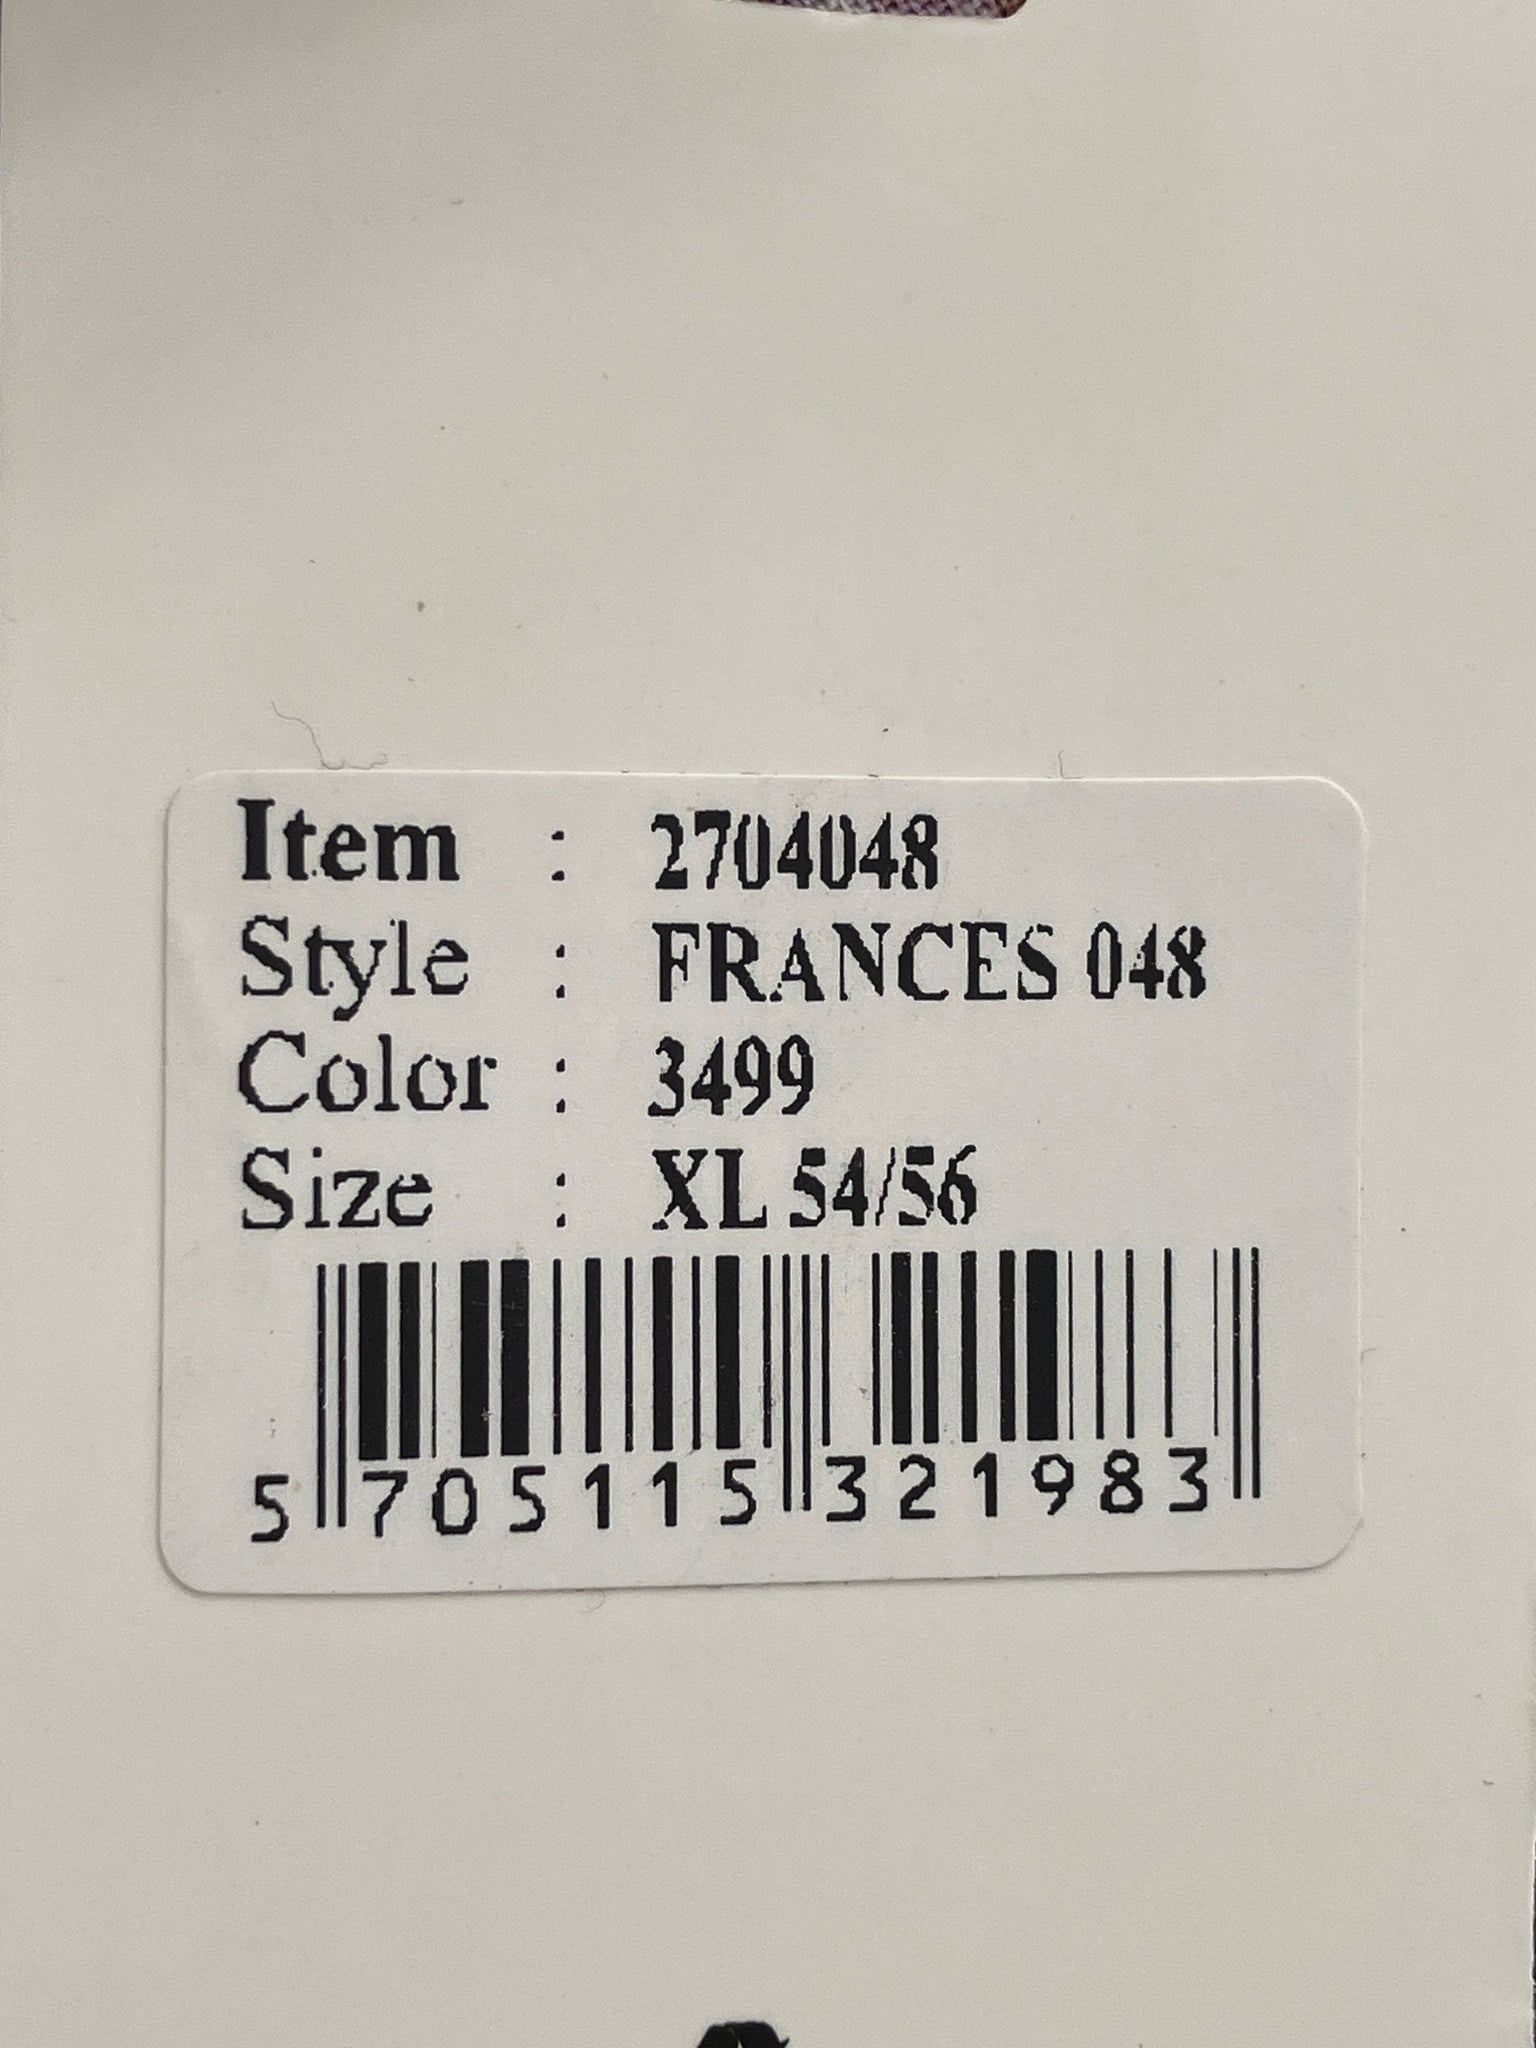 Item : 2704048
Style : FRANCES 048
Color : 3499
Size : XL 54/56
5 705115 321983